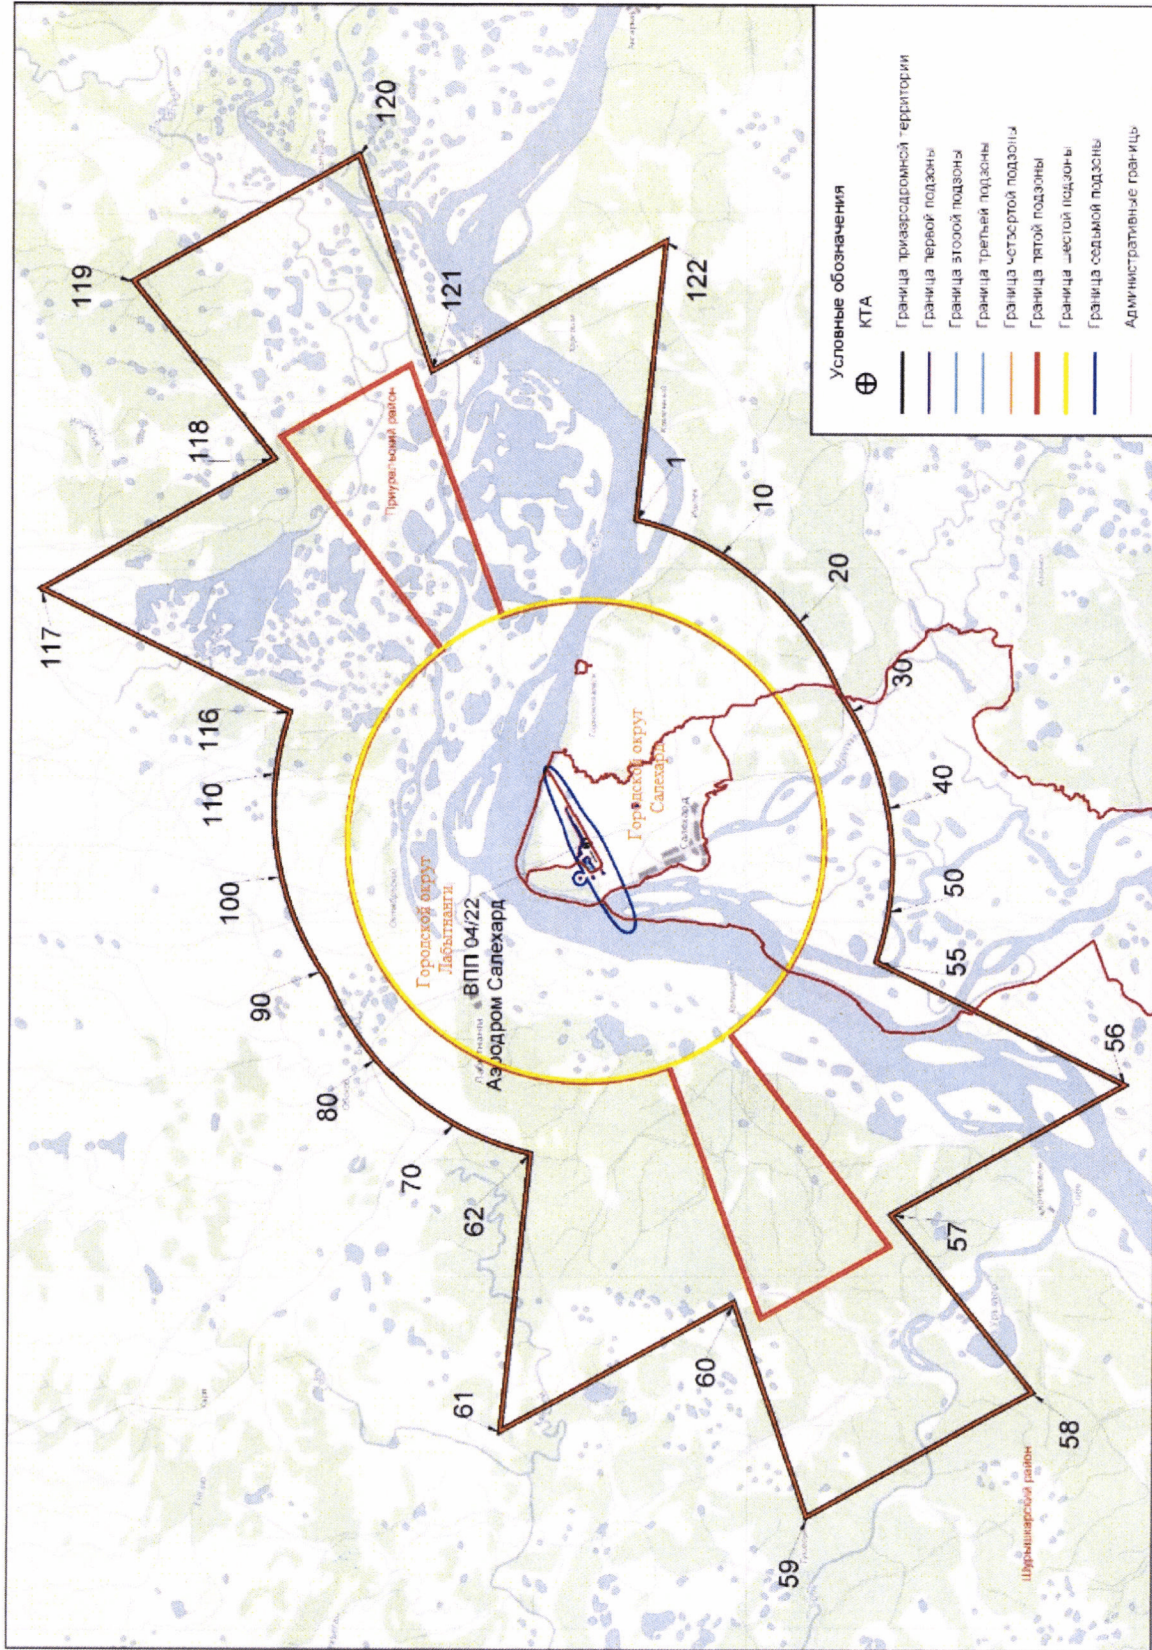 117
119
118
120
116
110
100
90
80
70
62
61
60
59
58
57
56
55
50
40
30
20
10
1
121
122
Приуральский район
Городской округ
Лабытнанги
ВПП 04/22
Аэродром Салехард
Городской округ
Салехард
Салехард
Шурышкарский район
Условные обозначения
КТА
Граница приаэродромной территории
Граница первой подзоны
Граница второй подзоны
Граница третьей подзоны
Граница четвертой подзоны
Граница пятой подзоны
Граница шестой подзоны
Граница седьмой подзоны
Административные границы